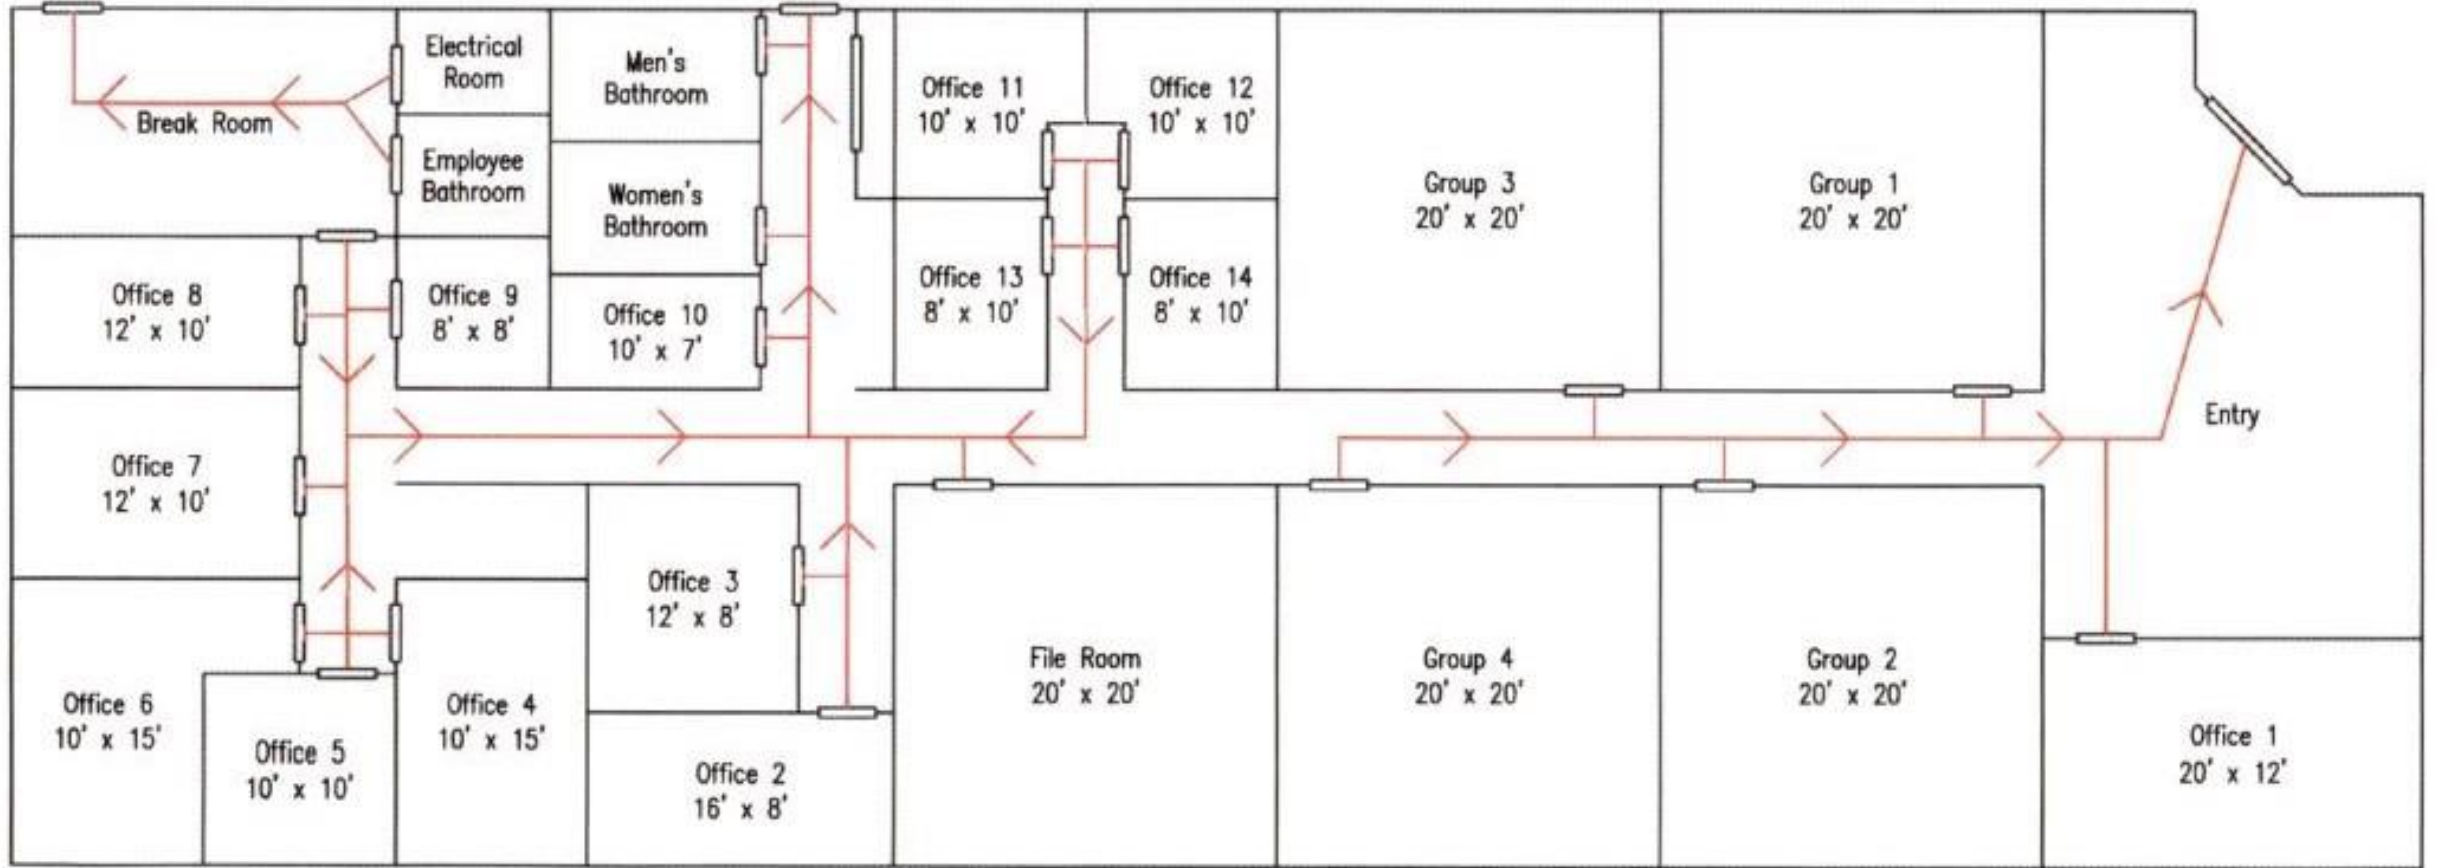 Electrical
Room
Men's
Bathroom
Office 11
10' x 10'
Office 12
10' x 10'
Break Room
Employee
Bathroom
Women's
Bathroom
Group 3
20' x 20'
Group 1
20' x 20'
Office 8
12' x 10'
Office 9
8' x 8'
Office 10
10' x 7'
Office 13
8' x 10'
Office 14
8' x 10'
Entry
Office 7
12' x 10'
Office 3
12' x 8'
File Room
20' x 20'
Group 4
20' x 20'
Group 2
20' x 20'
Office 6
10' x 15'
Office 5
10' x 10'
Office 4
10' x 15'
Office 2
16' x 8'
Office 1
20' x 12'